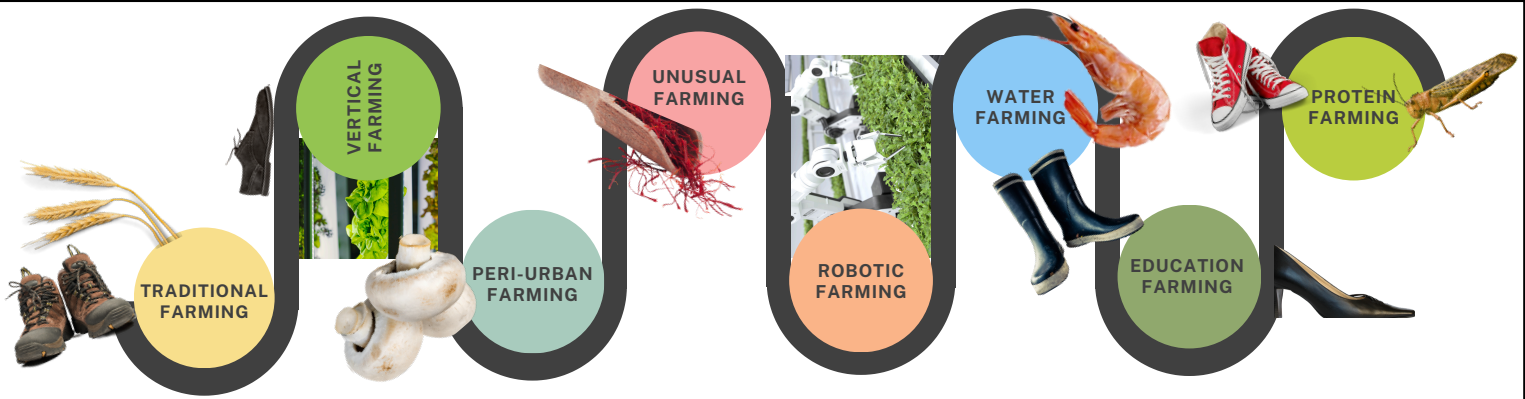 TRADITIONAL
FARMING
VERTICAL
FARMING
PERI-URBAN
FARMING
UNUSUAL
FARMING
ROBOTIC
FARMING
WATER
FARMING
EDUCATION
FARMING
PROTEIN
FARMING